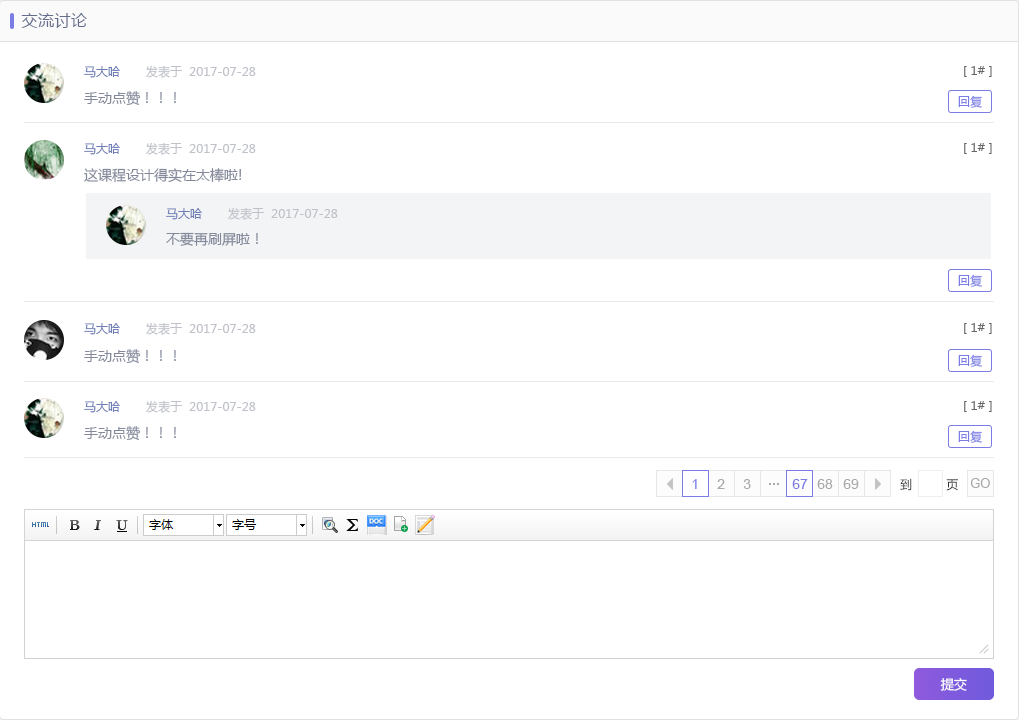 交流讨论
马大哈 发表于 2017-07-28 [ 1# ]
手动点赞！！！
回复
马大哈 发表于 2017-07-28 [ 1# ]
这课程设计得实在太棒啦!
马大哈 发表于 2017-07-28
不要再刷屏啦！
回复
马大哈 发表于 2017-07-28 [ 1# ]
手动点赞！！！
回复
马大哈 发表于 2017-07-28 [ 1# ]
手动点赞！！！
回复
1 2 3 ··· 67 68 69 到 页 GO
HTML B I U 字体 字号 Σ DOC
提交